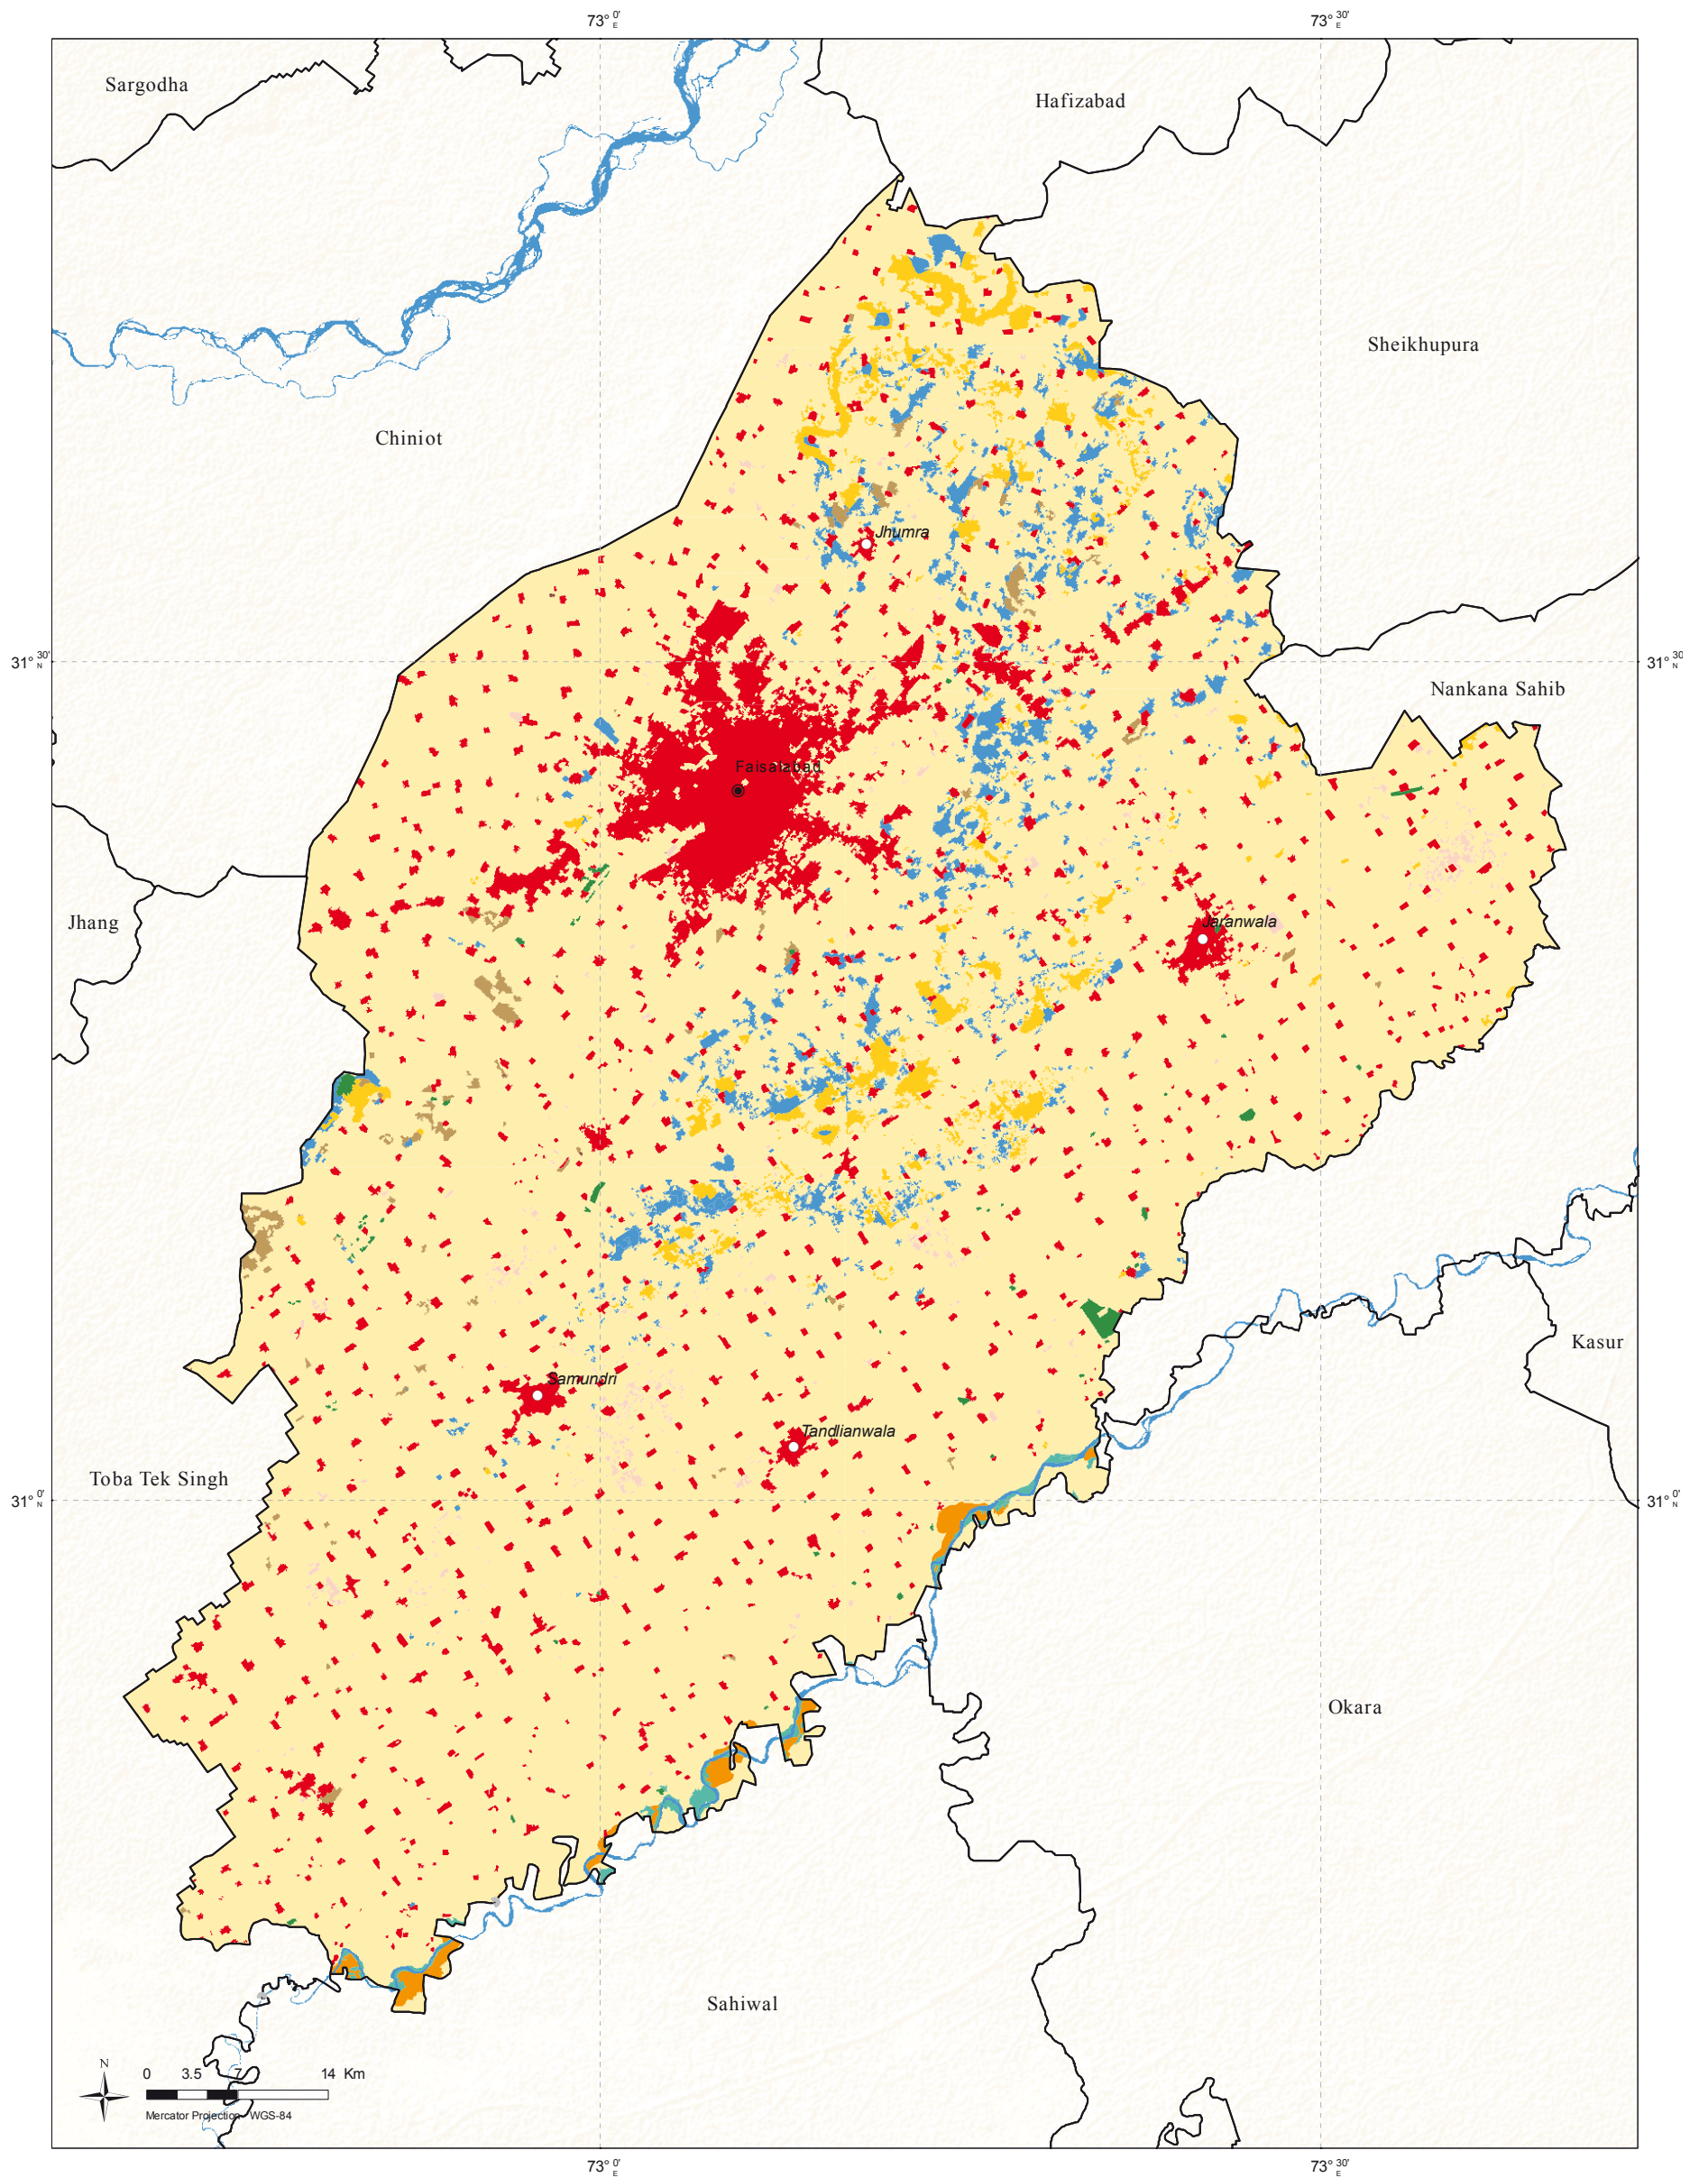 73° 0' E
73° 30' E
Sargodha
Hafizabad
Sheikhupura
Chiniot
Jhumra
31° 30' N
31° 30 N
Nankana Sahib
Faisalabad
Jhang
Jaranwala
Kasur
Samundri
Tandlianwala
Toba Tek Singh
31° 0' N
31° 0' N
Okara
Sahiwal
N
0 3.5 7 14 Km
Mercator Projection WGS-84
73° 0' E
73° 30' E